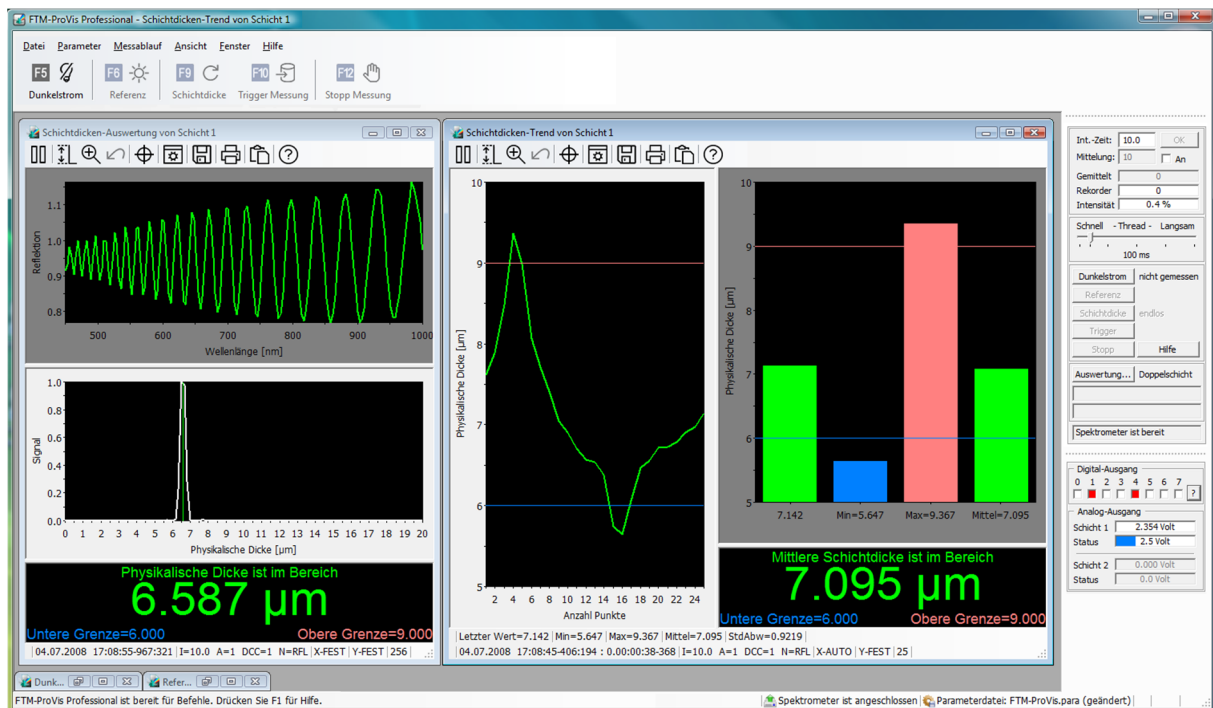 FTM-ProVis Professional - Schichtdicken-Trend von Schicht 1
Datei Parameter Messablauf Ansicht Fenster Hilfe
F5 F6 F9 F10 F12
Dunkelstrom Referenz Schichtdicke Trigger Messung Stopp Messung
Schichtdicken-Auswertung von Schicht 1
1.1
1.0
0.9
0.8
Reflektion
500 600 700 800 900 1000
Wellenlänge [nm]
1.0
0.8
0.6
0.4
0.2
0.0
Signal
0 1 2 3 4 5 6 7 8 9 10 11 12 13 14 15 16 17 18 19 20
Physikalische Dicke [µm]
Physikalische Dicke ist im Bereich
6.587 µm
Untere Grenze=6.000 Obere Grenze=9.000
04.07.2008 17:08:55-967:321 I=10.0 A=1 DCC=1 N=RFL X-FEST Y-FEST 256
Schichtdicken-Trend von Schicht 1
10
9
8
7
6
5
Physikalische Dicke [µm]
2 4 6 8 10 12 14 16 18 20 22 24
Anzahl Punkte
10
9
8
7
6
5
Physikalische Dicke [µm]
7.142 Min=5.647 Max=9.367 Mittel=7.095
Mittlere Schichtdicke ist im Bereich
7.095 µm
Untere Grenze=6.000 Obere Grenze=9.000
Letzter Wert=7.142 Min=5.647 Max=9.367 Mittel=7.095 StdAbw=0.9219
04.07.2008 17:08:45-406:194 : 0.00:00:38-368 I=10.0 A=1 DCC=1 N=RFL X-AUTO Y-FEST 25
Int.-Zeit: 10.0 OK
Mittelung: 10 An
Gemittelt 0
Rekorder 0
Intensität 0.4 %
Schnell - Thread - Langsam
100 ms
Dunkelstrom nicht gemessen
Referenz
Schichtdicke endlos
Trigger
Stopp Hilfe
Auswertung... Doppelschicht
Spektrometer ist bereit
Digital-Ausgang
0 1 2 3 4 5 6 7
?
Analog-Ausgang
Schicht 1 2.354 Volt
Status 2.5 Volt
Schicht 2 0.000 Volt
Status 0.0 Volt
Dunk... Refer...
FTM-ProVis Professional ist bereit für Befehle. Drücken Sie F1 für Hilfe.
Spektrometer ist angeschlossen Parameterdatei: FTM-ProVis.para (geändert)